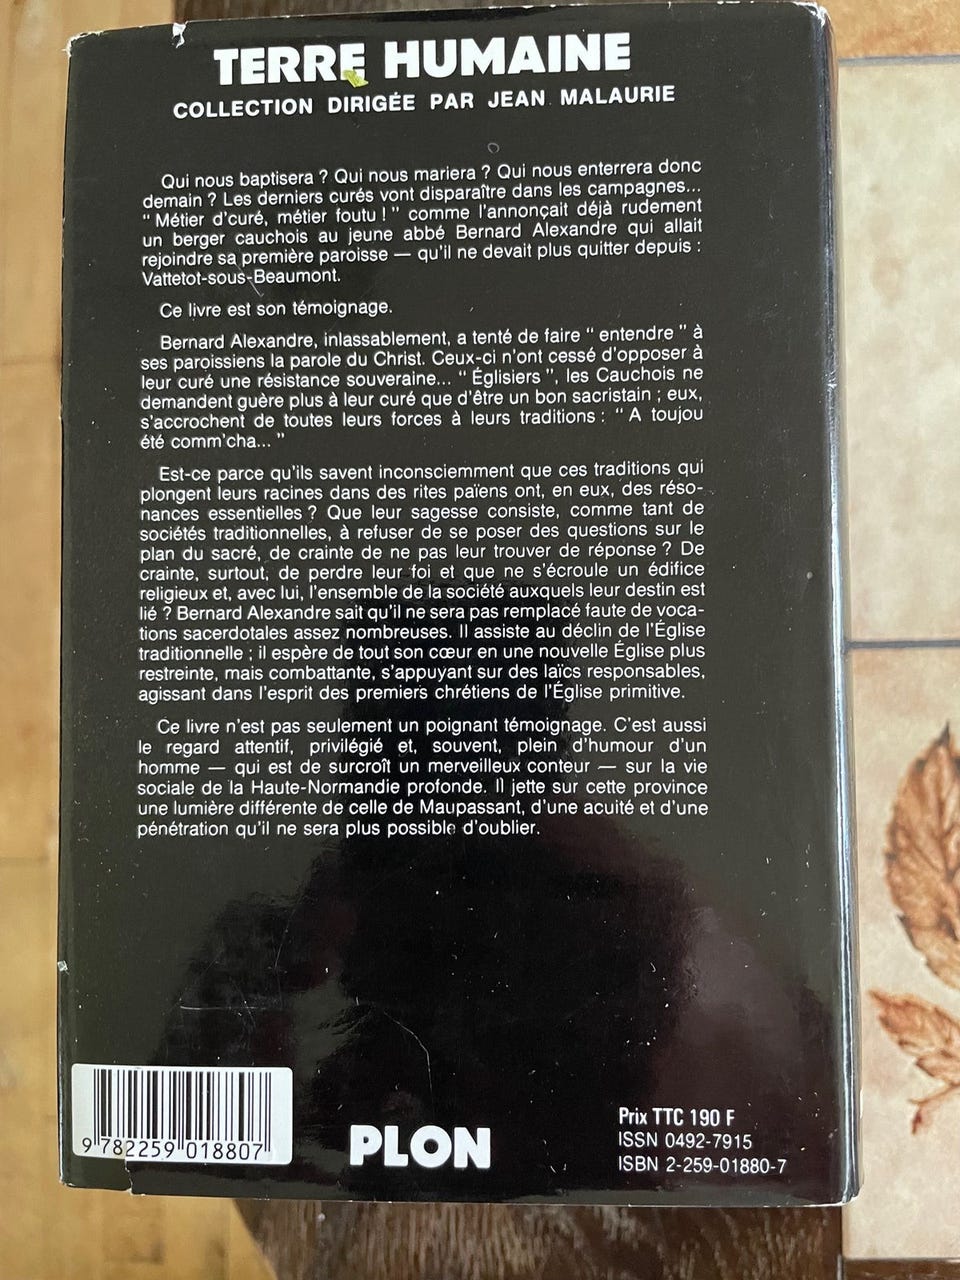 TERRE HUMAINE
COLLECTION DIRIGÉE PAR JEAN MALAURIE
Qui nous baptisera ? Qui nous mariera ? Qui nous enterrera donc
demain ? Les derniers curés vont disparaître dans les campagnes...
“ Métier d'curé, métier foutu ! ” comme l'annonçait déjà rudement
un berger cauchois au jeune abbé Bernard Alexandre qui allait
rejoindre sa première paroisse — qu'il ne devait plus quitter depuis :
Vattetot-sous-Beaumont.
Ce livre est son témoignage.
Bernard Alexandre, inlassablement, a tenté de faire “ entendre ” à
ses paroissiens la parole du Christ. Ceux-ci n'ont cessé d'opposer à
leur curé une résistance souveraine... “ Églisiers ”, les Cauchois ne
demandent guère plus à leur curé que d'être un bon sacristain ; eux,
s'accrochent de toutes leurs forces à leurs traditions : “ A toujou
été comm'cha... ”
Est-ce parce qu'ils savent inconsciemment que ces traditions qui
plongent leurs racines dans des rites païens ont, en eux, des réso-
nances essentielles ? Que leur sagesse consiste, comme tant de
sociétés traditionnelles, à refuser de se poser des questions sur le
plan du sacré, de crainte de ne pas leur trouver de réponse ? De
crainte, surtout, de perdre leur foi et que ne s'écroule un édifice
religieux et, avec lui, l'ensemble de la société auxquels leur destin est
lié ? Bernard Alexandre sait qu'il ne sera pas remplacé faute de voca-
tions sacerdotales assez nombreuses. Il assiste au déclin de l'Église
traditionnelle ; il espère de tout son cœur en une nouvelle Église plus
restreinte, mais combattante, s'appuyant sur des laïcs responsables,
agissant dans l'esprit des premiers chrétiens de l'Église primitive.
Ce livre n'est pas seulement un poignant témoignage. C'est aussi
le regard attentif, privilégié et, souvent, plein d'humour d'un
homme — qui est de surcroît un merveilleux conteur — sur la vie
sociale de la Haute-Normandie profonde. Il jette sur cette province
une lumière différente de celle de Maupassant, d'une acuité et d'une
pénétration qu'il ne sera plus possible d'oublier.
9 782259 018807
PLON
Prix TTC 190 F
ISSN 0492-7915
ISBN 2-259-01880-7